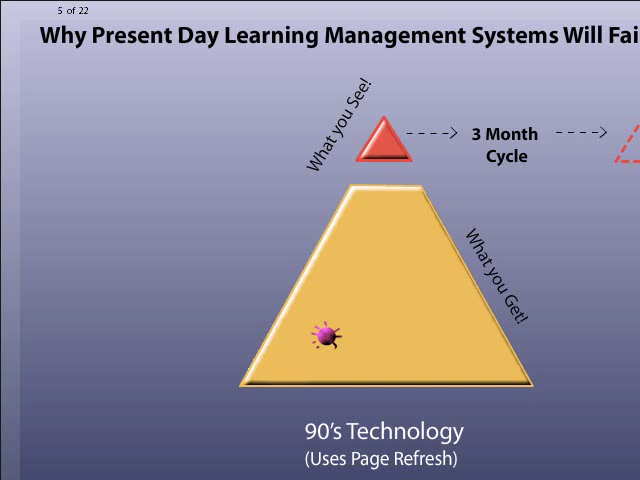 5 of 22
Why Present Day Learning Management Systems Will Fai
What you See!
3 Month
Cycle
What you Get!
90's Technology
(Uses Page Refresh)